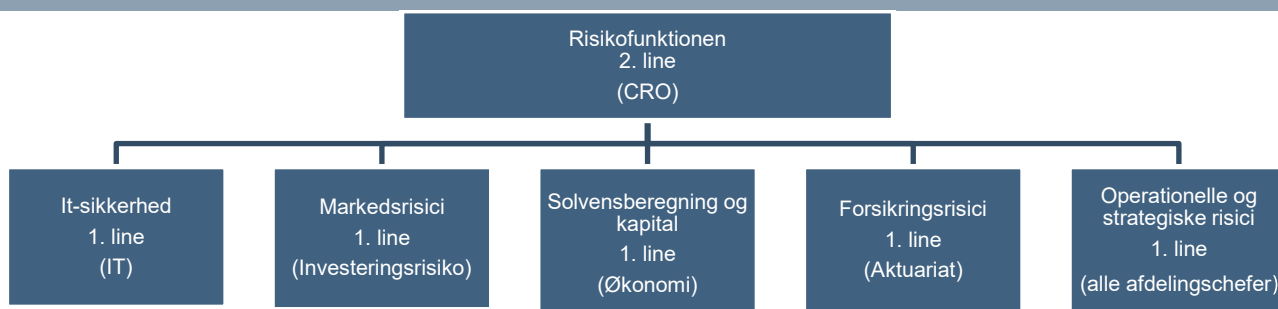 Risikofunktionen
2. line
(CRO)
It-sikkerhed
1. line
(IT)
Markedsrisici
1. line
(Investeringsrisiko)
Solvensberegning og
kapital
1. line
(Økonomi)
Forsikringsrisici
1. line
(Aktuariat)
Operationelle og
strategiske risici
1. line
(alle afdelingschefer)